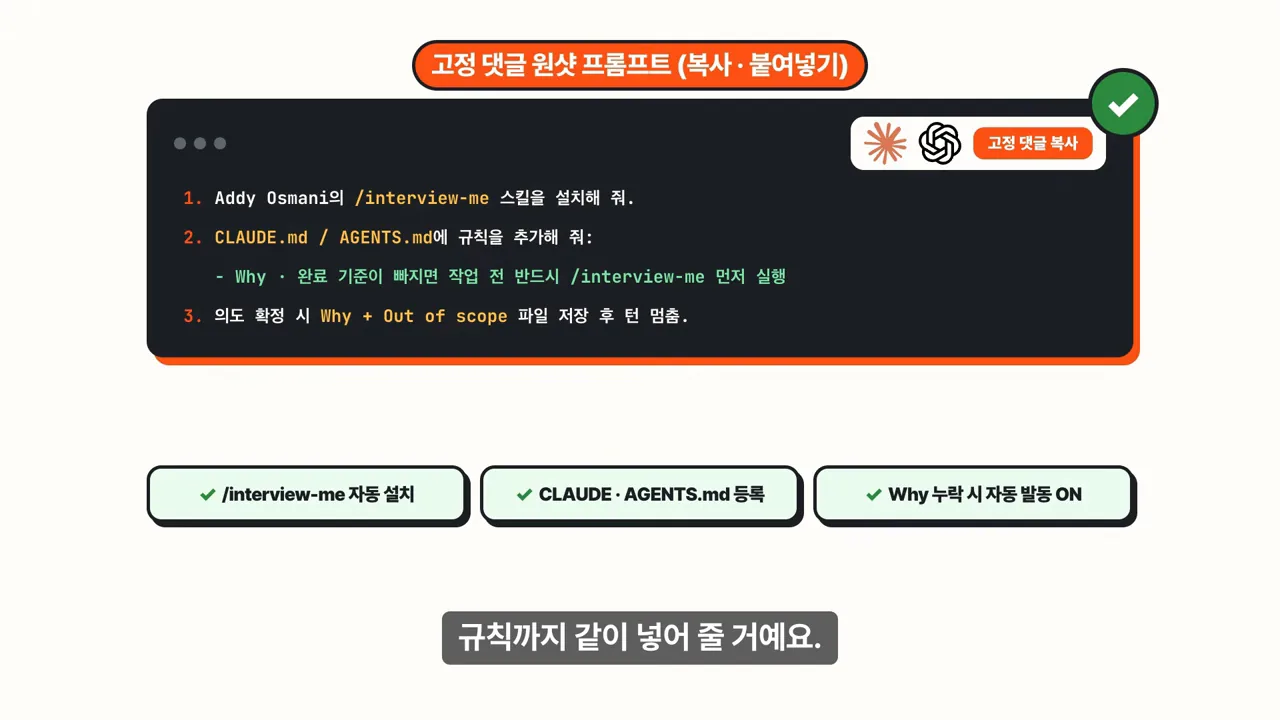 고정 댓글 원샷 프롬프트 (복사 · 붙여넣기)
고정 댓글 복사
1. Addy Osmani의 /interview-me 스킬을 설치해 줘.
2. CLAUDE.md / AGENTS.md에 규칙을 추가해 줘:
- Why · 완료 기준이 빠지면 작업 전 반드시 /interview-me 먼저 실행
3. 의도 확정 시 Why + Out of scope 파일 저장 후 턴 멈춤.
✓ /interview-me 자동 설치
✓ CLAUDE · AGENTS.md 등록
✓ Why 누락 시 자동 발동 ON
규칙까지 같이 넣어 줄 거예요.